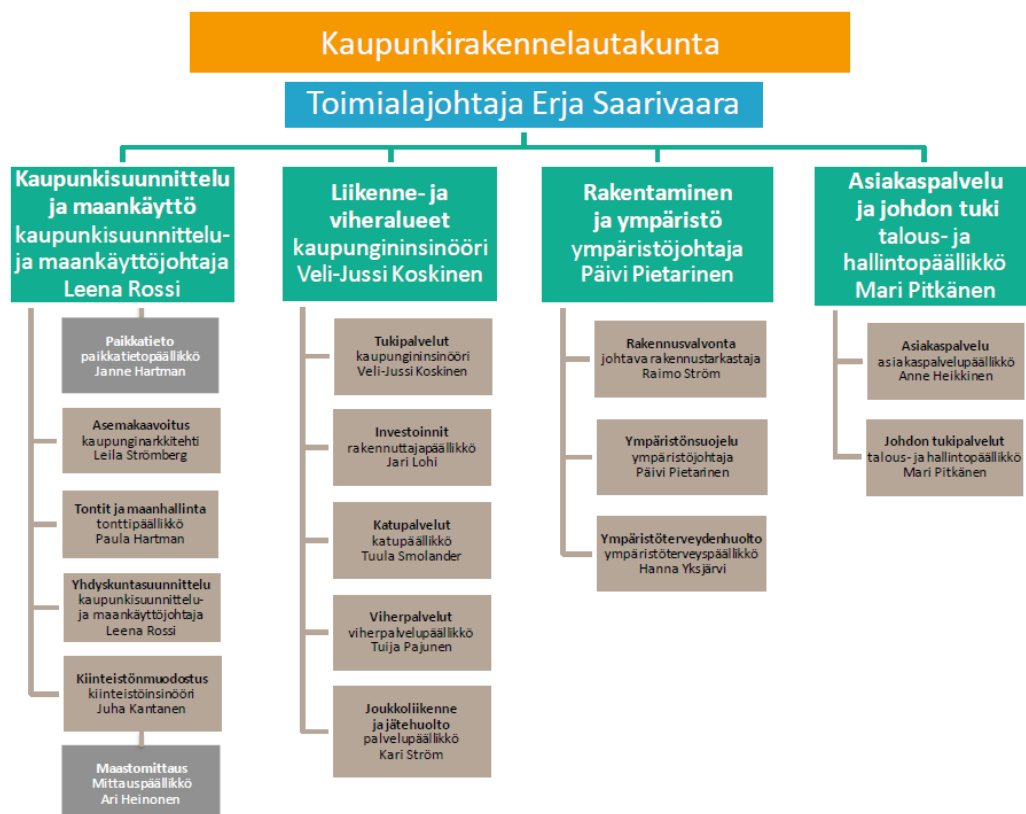 Kaupunkirakennelautakunta
Toimialajohtaja Erja Saarivaara
Kaupunkisuunnittelu
ja maankäyttö
kaupunkisuunnittelu-
ja maankäyttöjohtaja
Leena Rossi
Paikkatieto
paikkatietopäällikkö
Janne Hartman
Asemakaavoitus
kaupunginarkkitehti
Leila Strömberg
Tontit ja maanhallinta
tonttipäällikkö
Paula Hartman
Yhdyskuntasuunnittelu
kaupunkisuunnittelu-
ja maankäyttöjohtaja
Leena Rossi
Kiinteistönmuodostus
kiinteistöinsinööri
Juha Kantanen
Maastomittaus
Mittauspäällikkö
Ari Heinonen
Liikenne- ja
viheralueet
kaupungininsinööri
Veli-Jussi Koskinen
Tukipalvelut
kaupungininsinööri
Veli-Jussi Koskinen
Investoinnit
rakennuttajapäällikkö
Jari Lohi
Katupalvelut
katupäällikkö
Tuula Smolander
Viherpalvelut
viherpalvelupäällikkö
Tuija Pajunen
Joukkoliikenne
ja jätehuolto
palvelupäällikkö
Kari Ström
Rakentaminen
ja ympäristö
ympäristöjohtaja
Päivi Pietarinen
Rakennusvalvonta
johtava rakennustarkastaja
Raimo Ström
Ympäristönsuojelu
ympäristöjohtaja
Päivi Pietarinen
Ympäristöterveydenhuolto
ympäristöterveyspäällikkö
Hanna Yksjärvi
Asiakaspalvelu
ja johdon tuki
talous- ja
hallintopäällikkö
Mari Pitkänen
Asiakaspalvelu
asiakaspalvelupäällikkö
Anne Heikkinen
Johdon tukipalvelut
talous- ja hallintopäällikkö
Mari Pitkänen